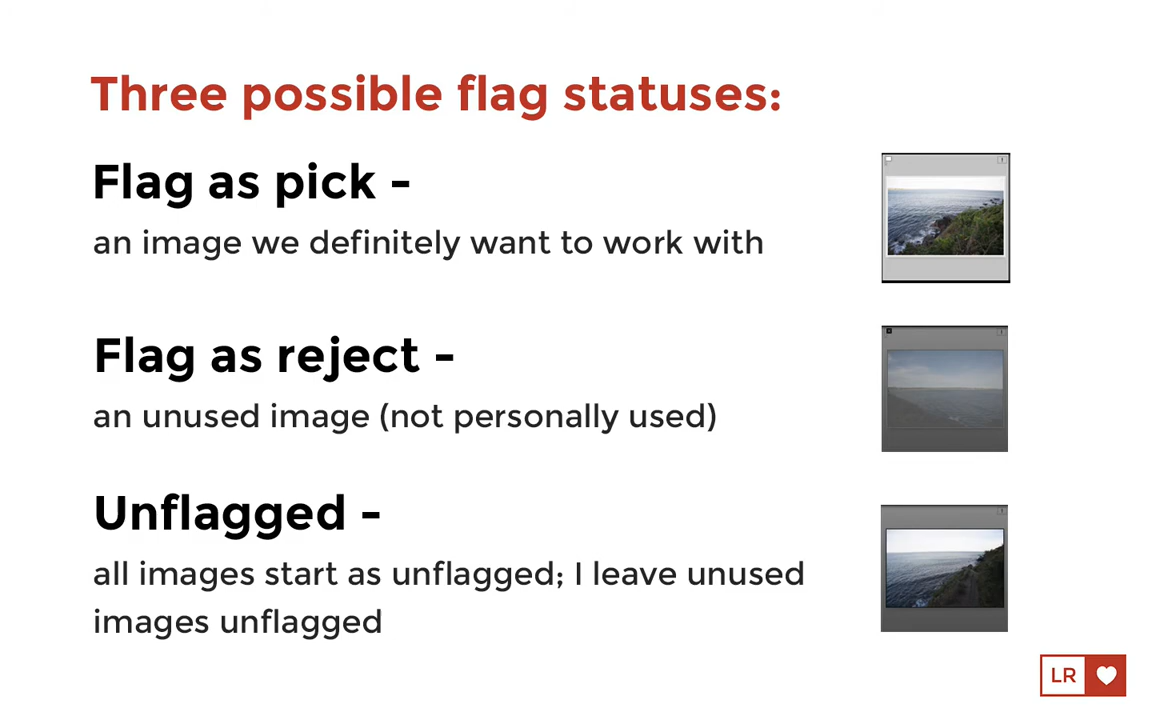 Three possible flag statuses:
Flag as pick -
an image we definitely want to work with
Flag as reject -
an unused image (not personally used)
Unflagged -
all images start as unflagged; I leave unused
images unflagged
LR